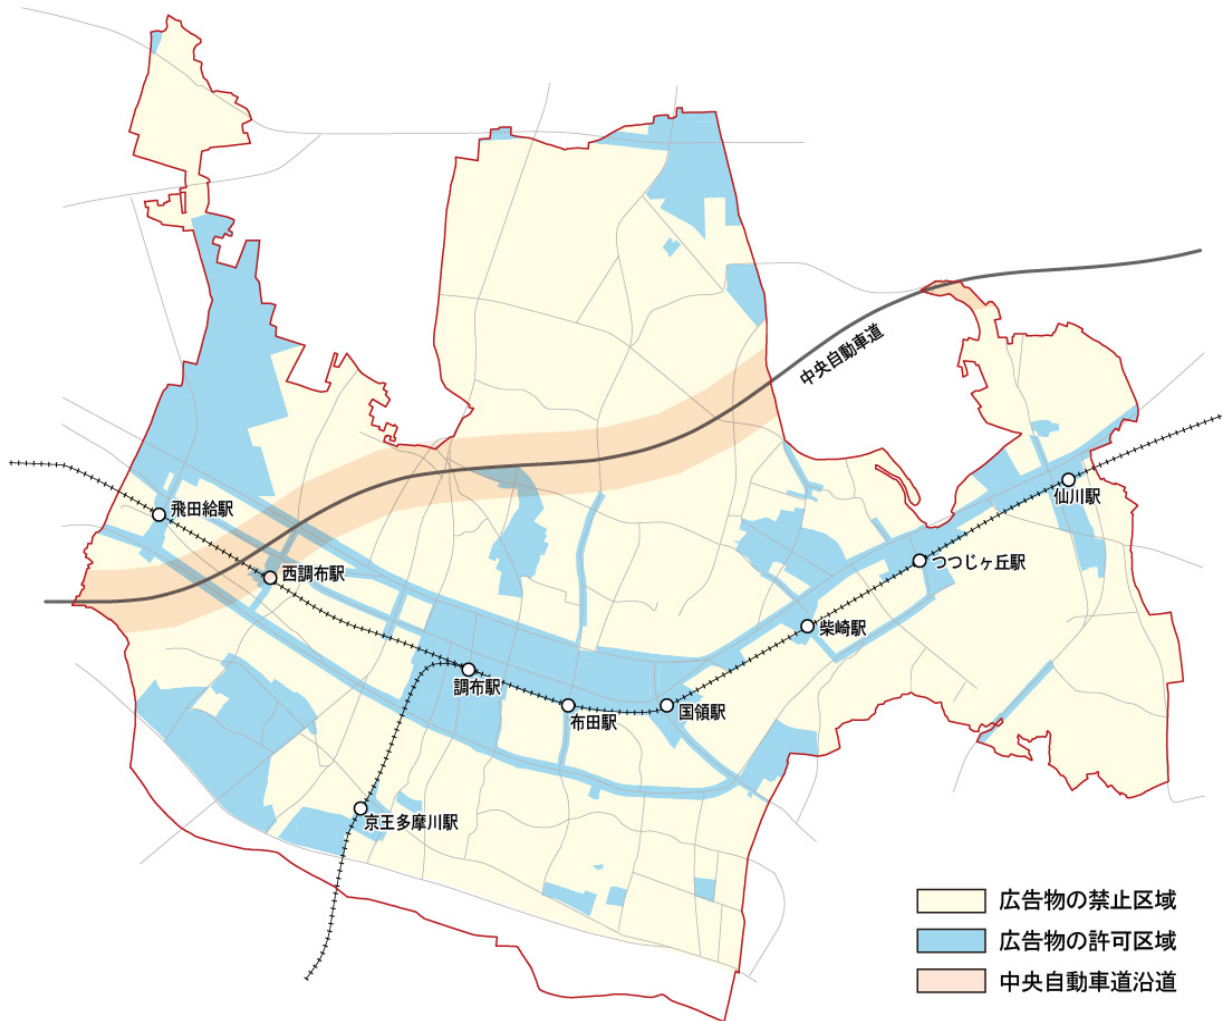 中央自動車道
飛田給駅
西調布駅
調布駅
布田駅
国領駅
柴崎駅
つつじヶ丘駅
仙川駅
京王多摩川駅
広告物の禁止区域
広告物の許可区域
中央自動車道沿道